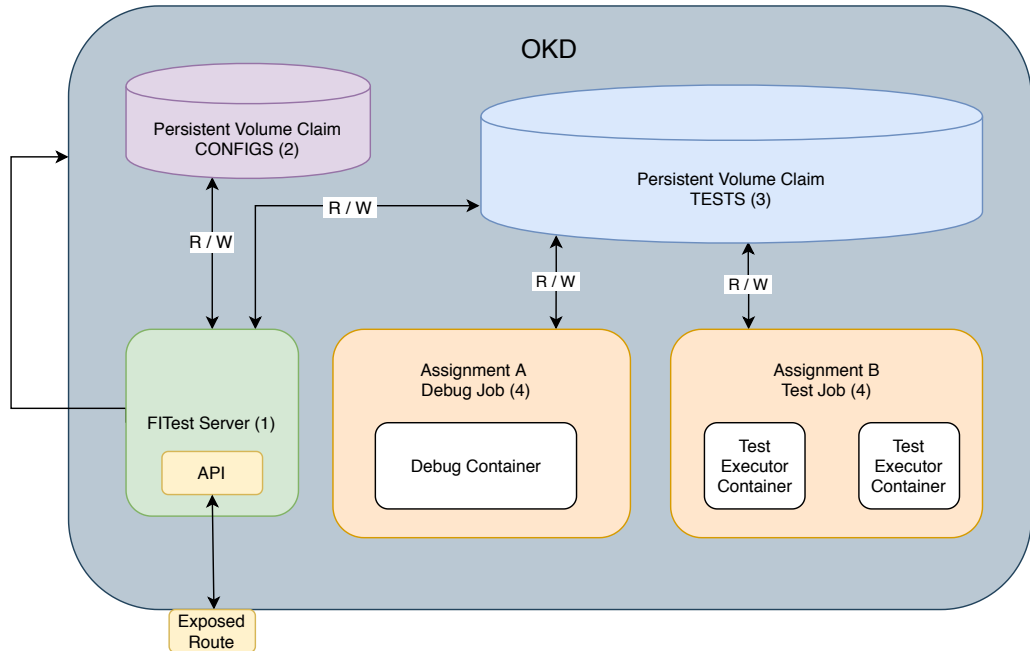 OKD
Persistent Volume Claim
CONFIGS (2)
Persistent Volume Claim
TESTS (3)
R / W
R / W
R / W
R / W
FITest Server (1)
API
Assignment A
Debug Job (4)
Debug Container
Assignment B
Test Job (4)
Test
Executor
Container
Test
Executor
Container
Exposed
Route